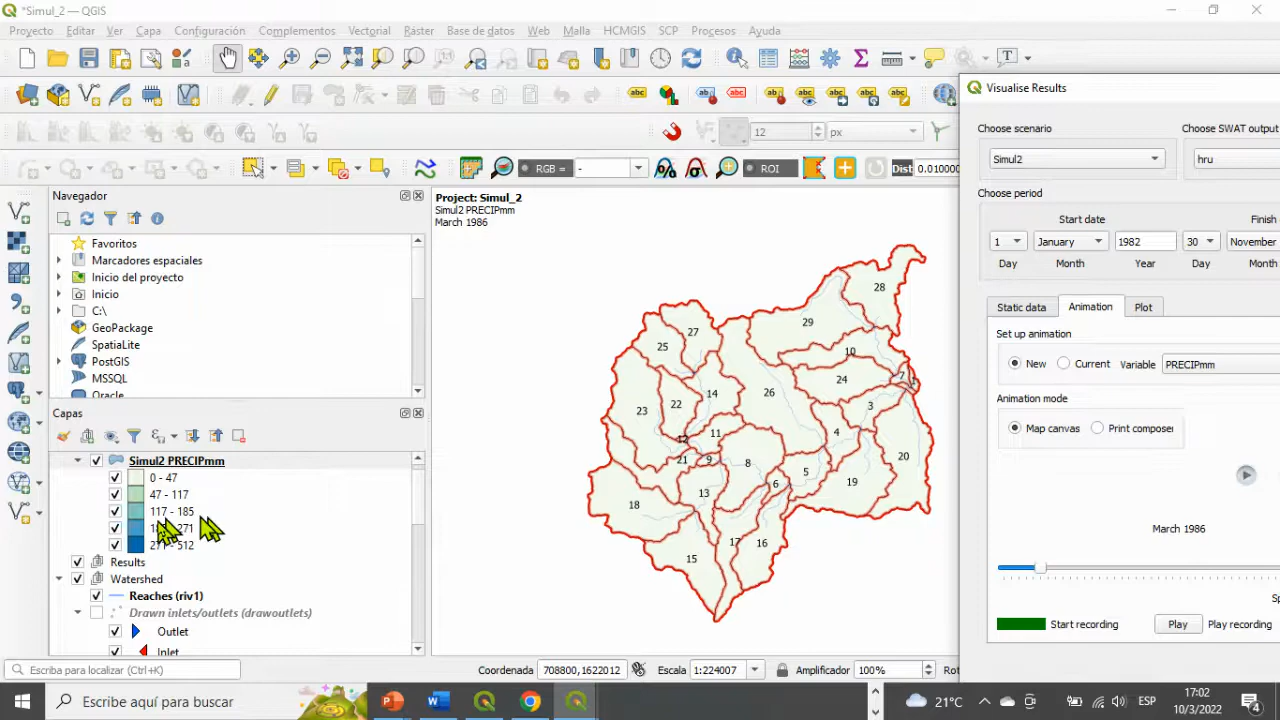 *Simul_2 — QGIS
Proyecto Editar Ver Capa Configuración Complementos Vectorial Ráster Base de datos Web Malla HCMGIS SCP Procesos Ayuda
abc abc
12 px
RGB = - ROI Dist 0.010000
Navegador
Favoritos
Marcadores espaciales
Inicio del proyecto
Inicio
C:\
GeoPackage
SpatiaLite
PostGIS
MSSQL
Oracle
Capas
Simul2 PRECIPmm
0 - 47
47 - 117
117 - 185
271
512
Results
Watershed
Reaches (riv1)
Drawn inlets/outlets (drawoutlets)
Outlet
Inlet
Project: Simul_2
Simul2 PRECIPmm
March 1986
28
29
27
25
10
7
24
26
14
22
23
3
11
4
12
21
9
8
20
5
6
19
13
18
17
16
15
Visualise Results
Choose scenario
Choose SWAT output
Simul2
hru
Choose period
Start date
Finish
1 January 1982 30 November
Day Month Year Day Month
Static data Animation Plot
Set up animation
New Current Variable PRECIPmm
Animation mode
Map canvas Print composer
March 1986
Start recording Play Play recording
Escriba para localizar (Ctrl+K)
Coordenada 708800,1622012 Escala 1:224007 Amplificador 100%
Escribe aquí para buscar
21°C
ESP
17:02
10/3/2022
4